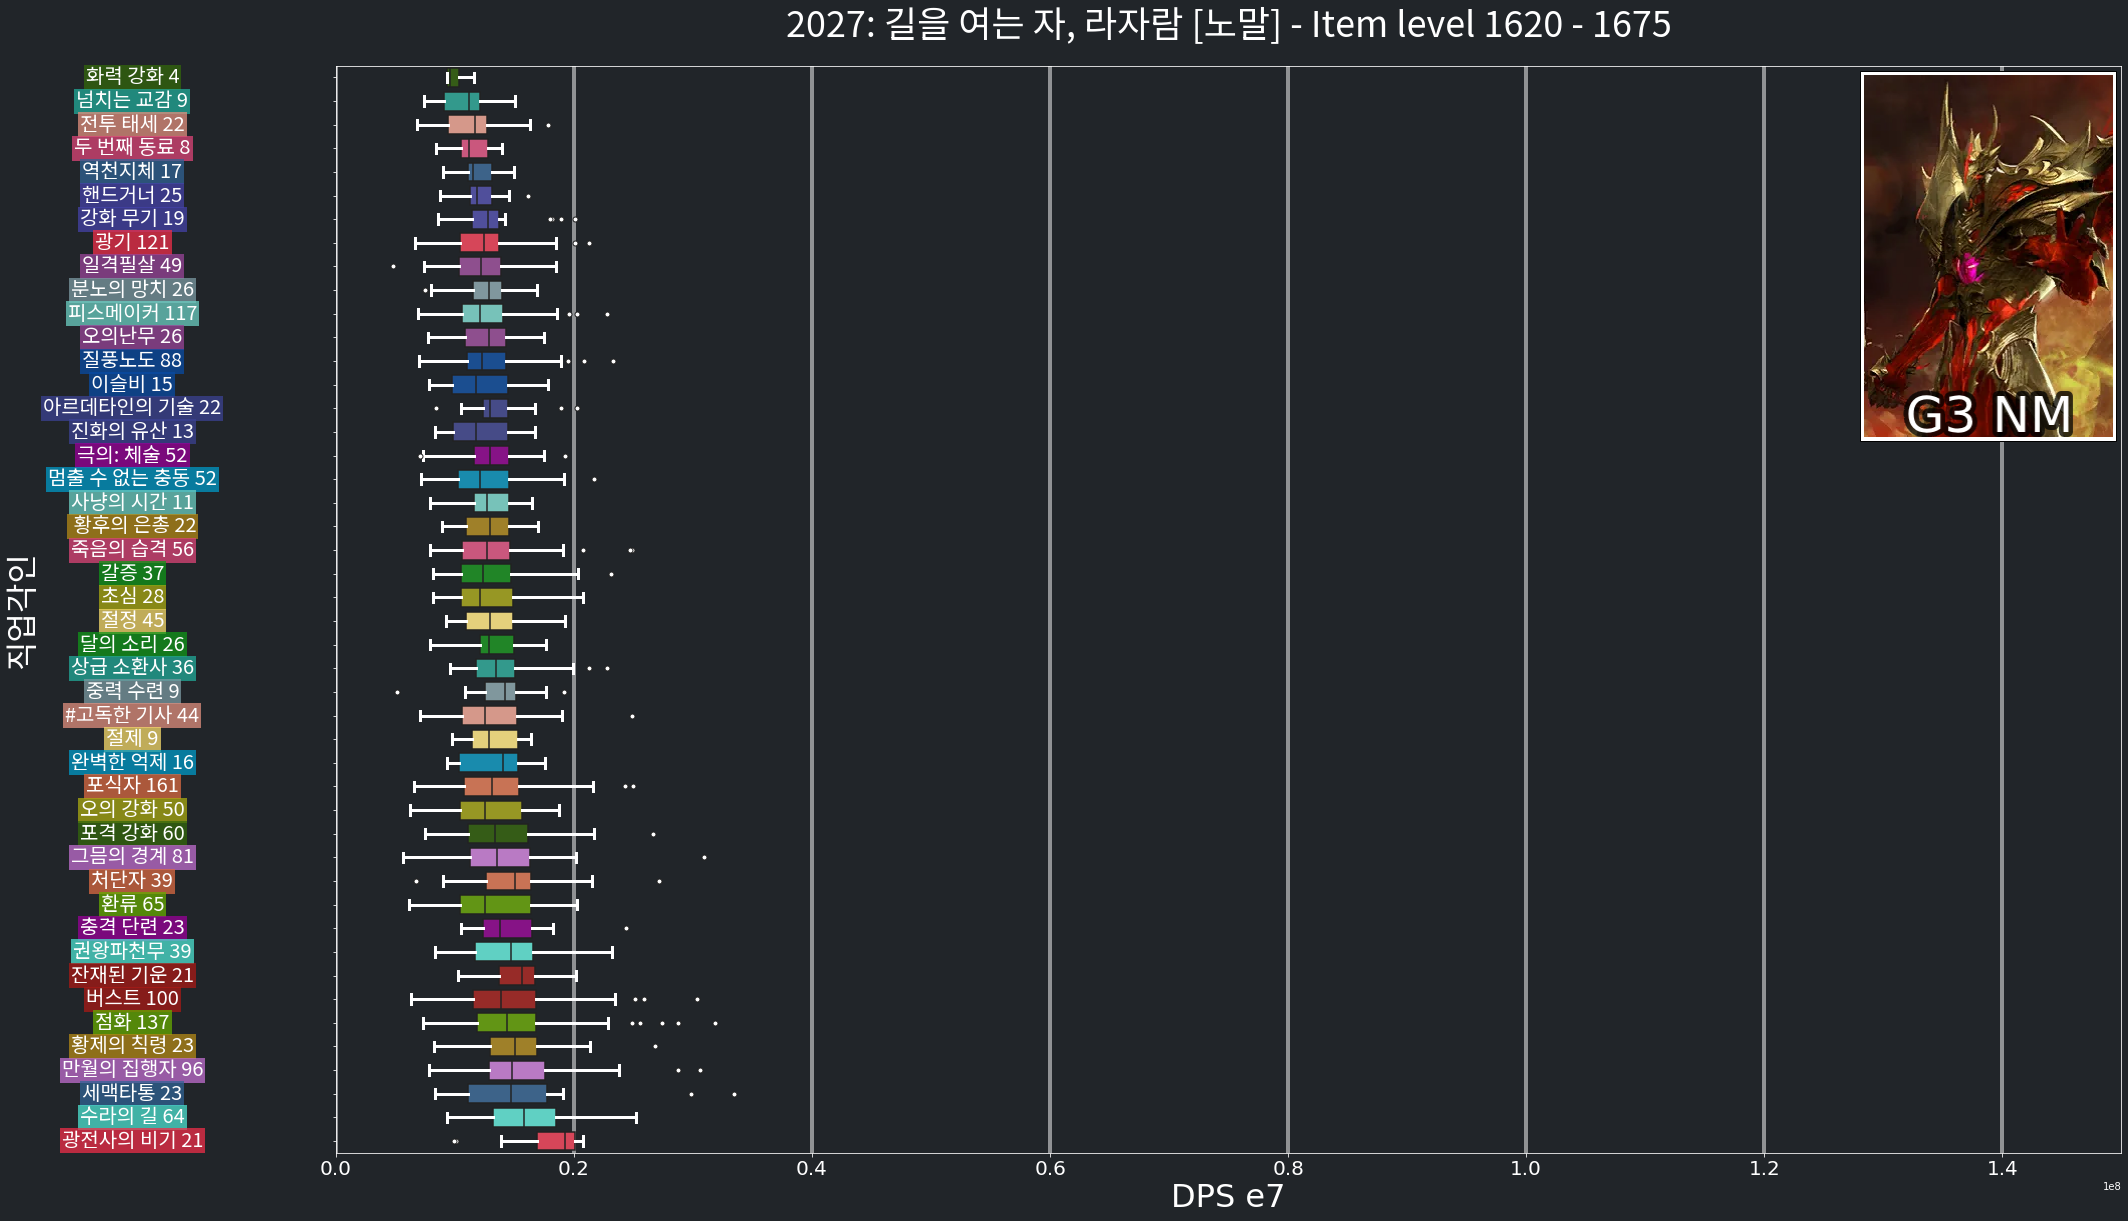 2027: 길을 여는 자, 라자람 [노말] - Item level 1620 - 1675
화력 강화 4
넘치는 교감 9
전투 태세 22
두 번째 동료 8
역천지체 17
핸드거너 25
강화 무기 19
광기 121
일격필살 49
분노의 망치 26
피스메이커 117
오의난무 26
질풍노도 88
이슬비 15
아르데타인의 기술 22
진화의 유산 13
극의: 체술 52
멈출 수 없는 충동 52
사냥의 시간 11
황후의 은총 22
죽음의 습격 56
갈증 37
초심 28
절정 45
달의 소리 26
상급 소환사 36
중력 수련 9
#고독한 기사 44
절제 9
완벽한 억제 16
포식자 161
오의 강화 50
포격 강화 60
그믐의 경계 81
처단자 39
환류 65
충격 단련 23
권왕파천무 39
잔재된 기운 21
버스트 100
점화 137
황제의 칙령 23
만월의 집행자 96
세맥타통 23
수라의 길 64
광전사의 비기 21
직업각인
G3 NM
0.0 0.2 0.4 0.6 0.8 1.0 1.2 1.4
1e8
DPS e7